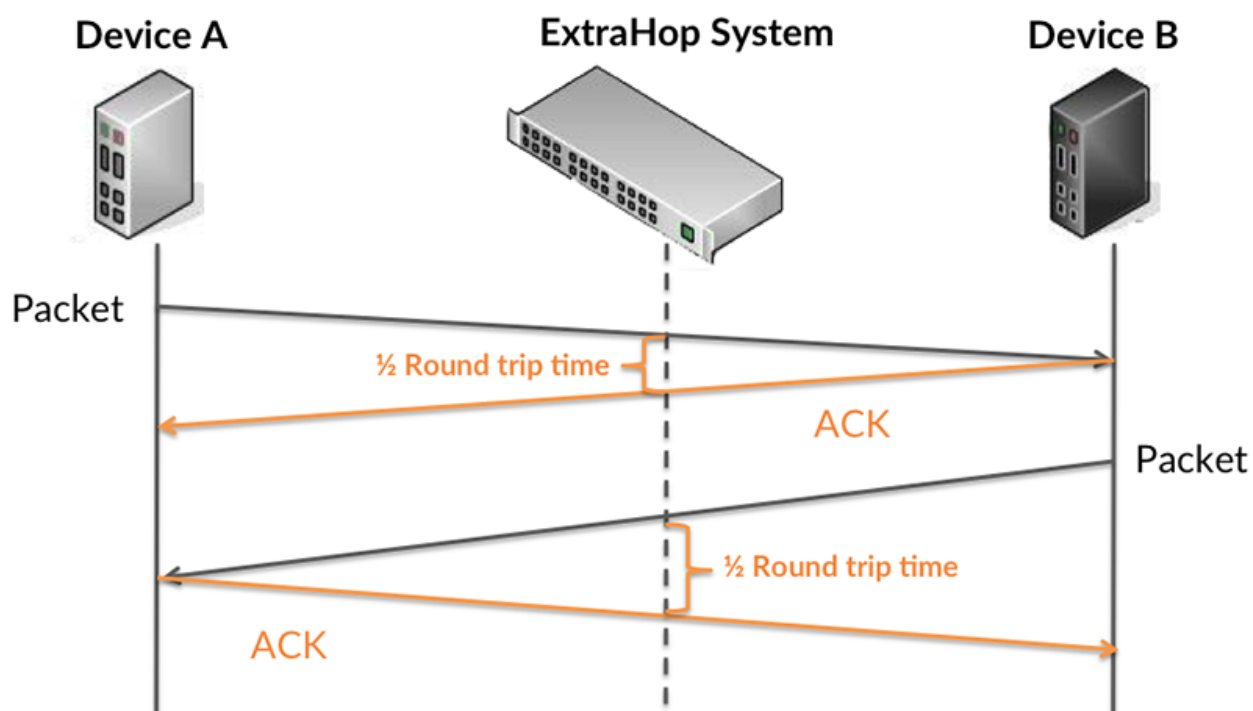 Device A
ExtraHop System
Device B
Packet
½ Round trip time
ACK
Packet
½ Round trip time
ACK